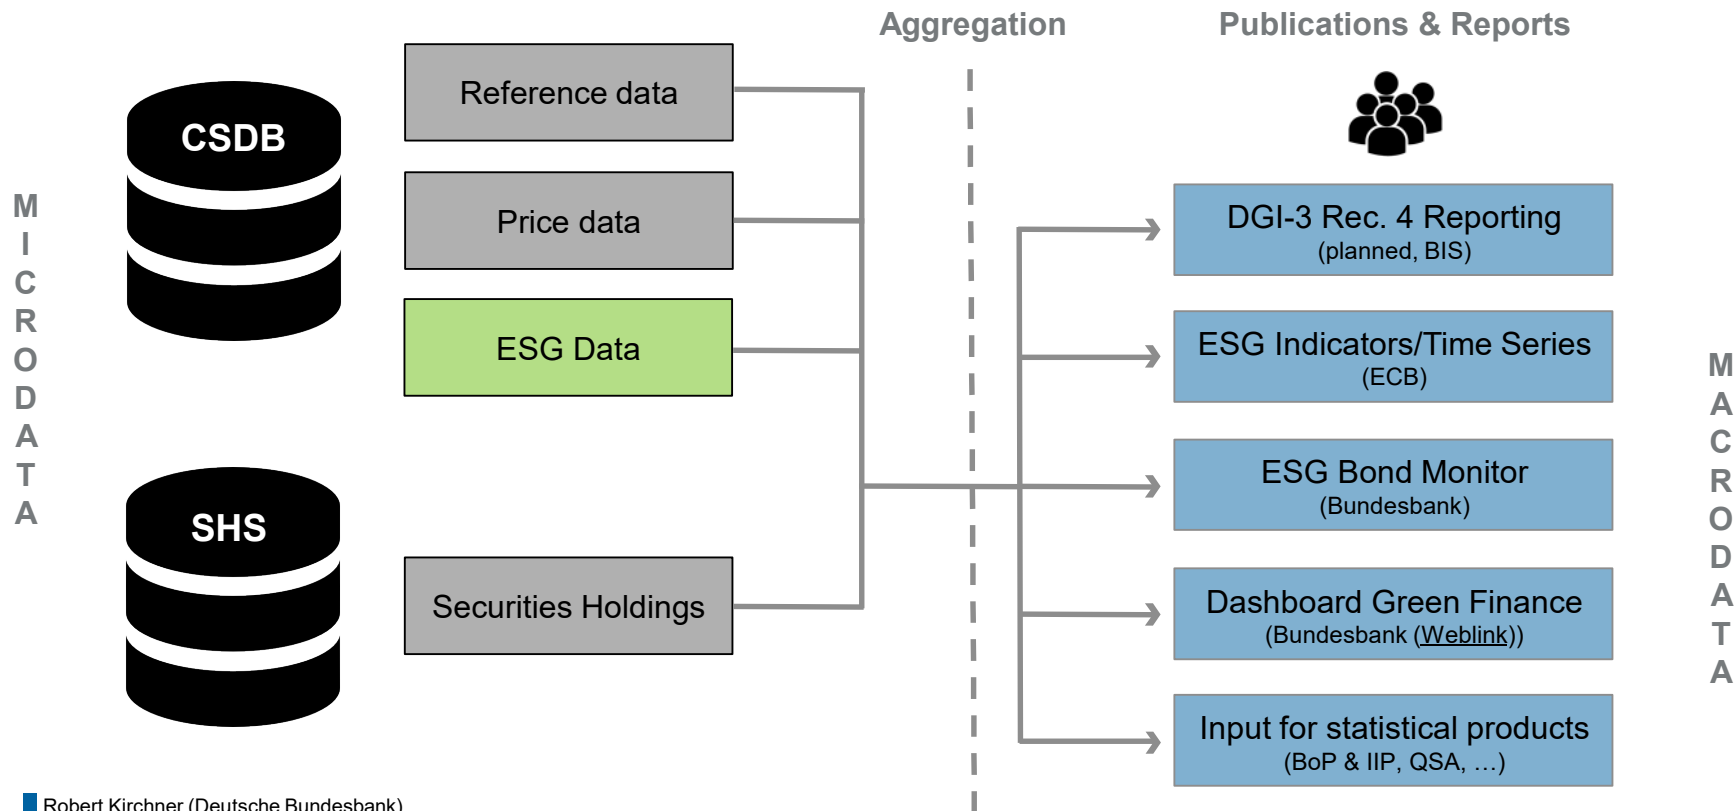 Aggregation
Publications & Reports
MICRODATA
CSDB
Reference data
Price data
ESG Data
SHS
Securities Holdings
DGI-3 Rec. 4 Reporting
(planned, BIS)
ESG Indicators/Time Series
(ECB)
ESG Bond Monitor
(Bundesbank)
Dashboard Green Finance
(Bundesbank (Weblink))
Input for statistical products
(BoP & IIP, QSA, …)
MACRODATA
Robert Kirchner (Deutsche Bundesbank)